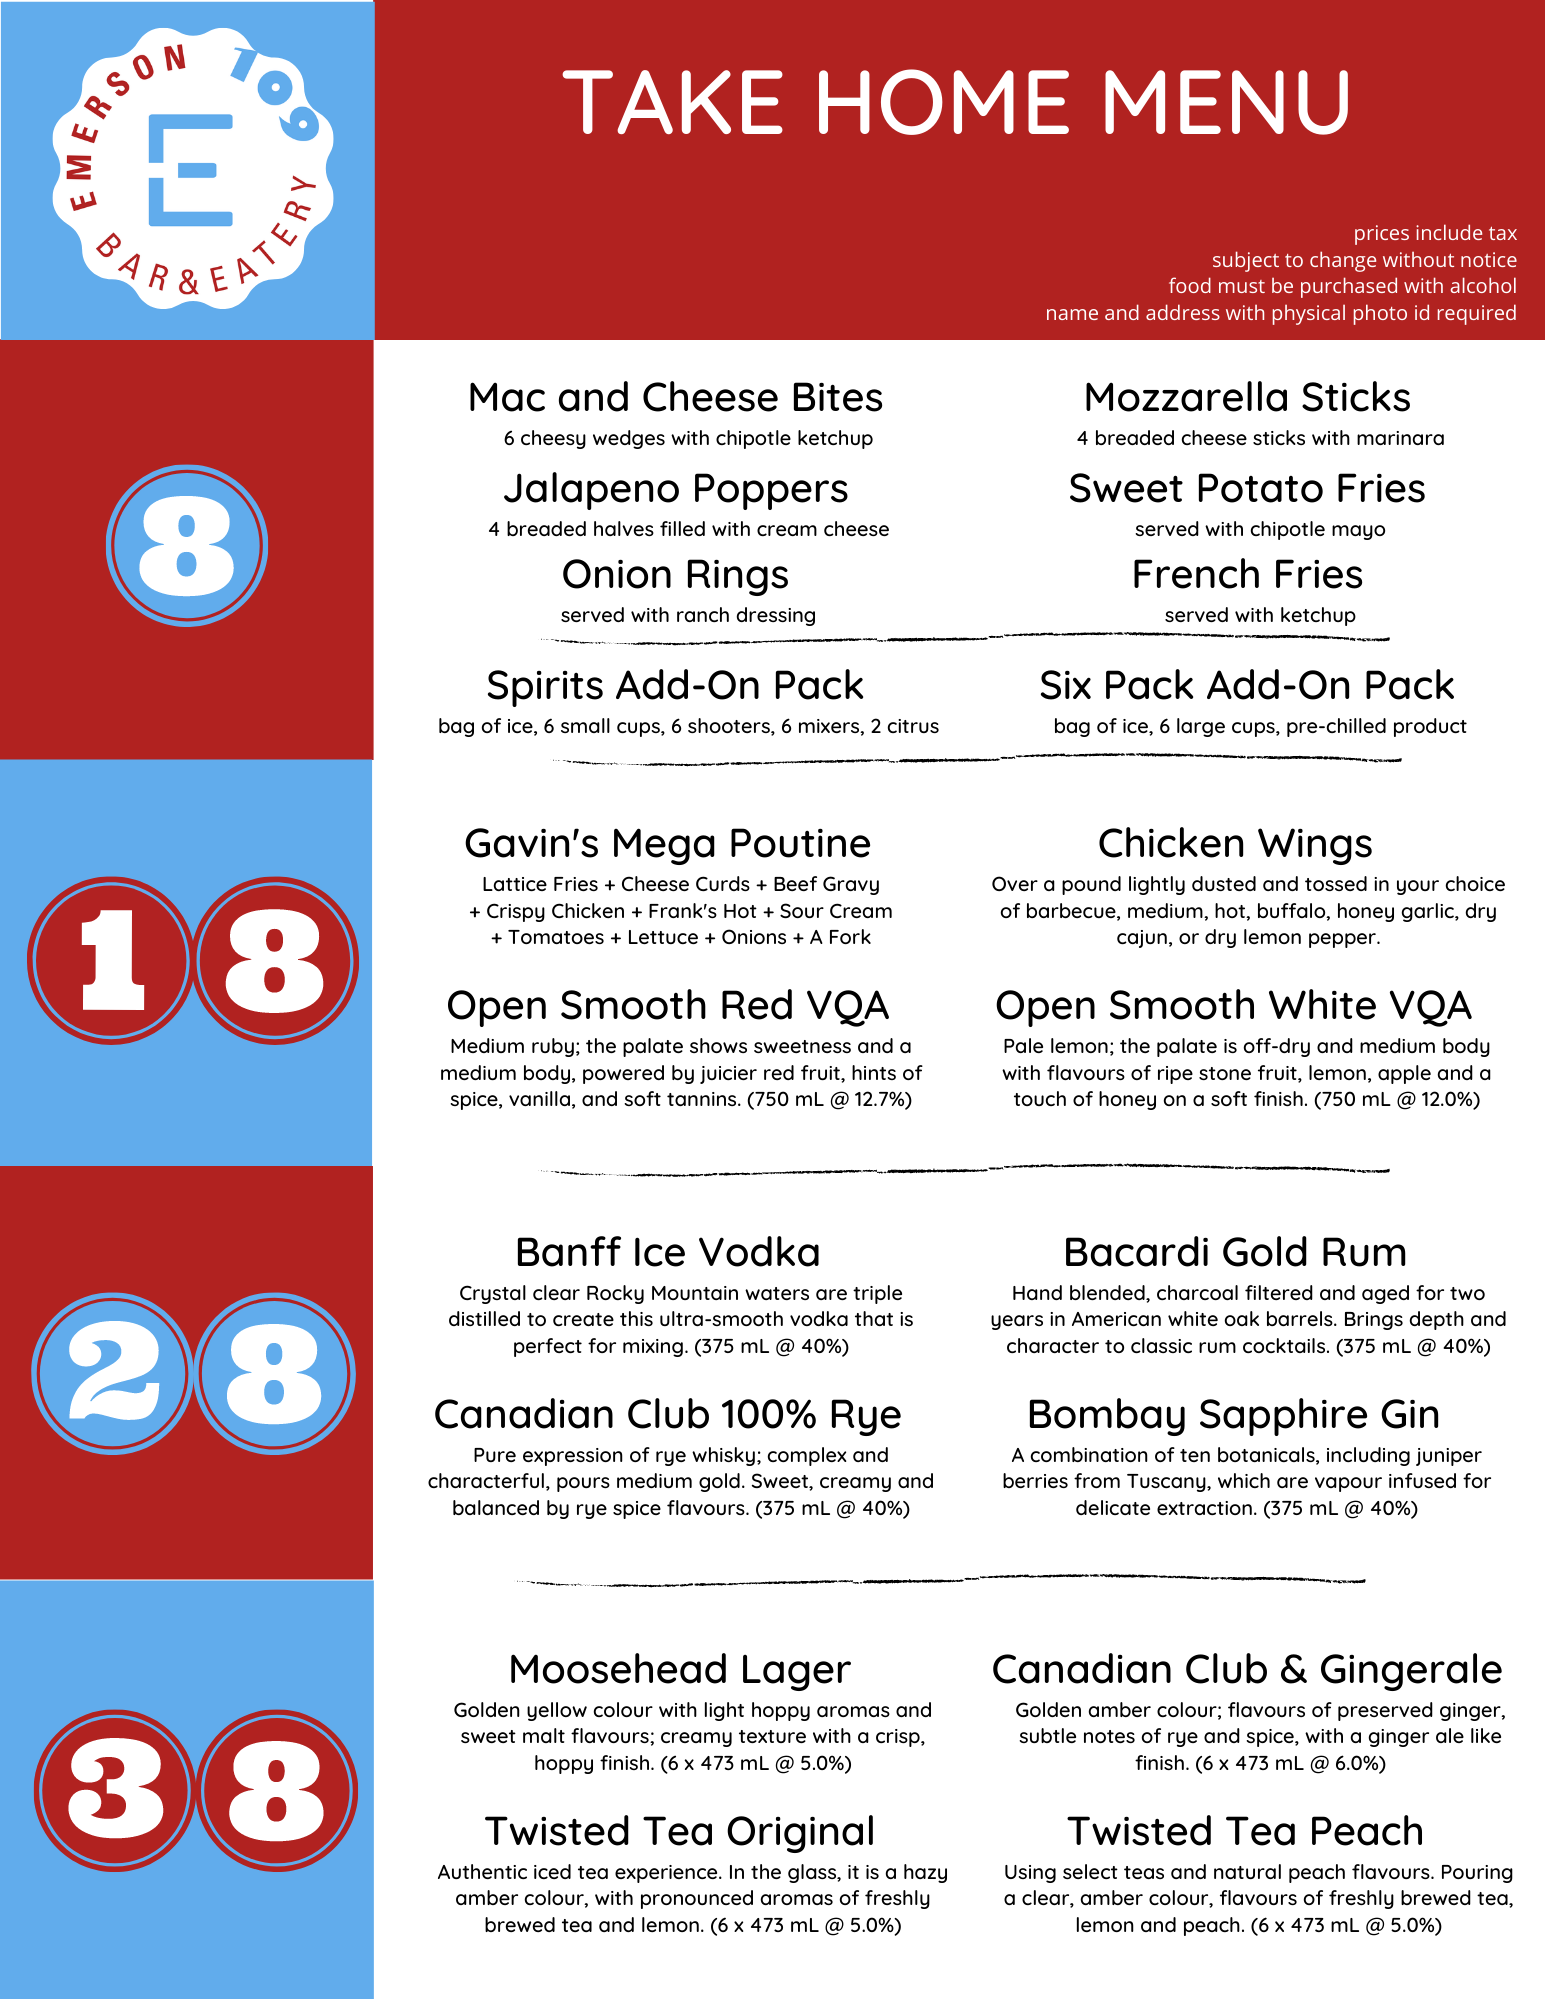 EMERSON 109
E
BAR & EATERY
TAKE HOME MENU
prices include tax
subject to change without notice
food must be purchased with alcohol
name and address with physical photo id required
8
Mac and Cheese Bites
6 cheesy wedges with chipotle ketchup
Mozzarella Sticks
4 breaded cheese sticks with marinara
Jalapeno Poppers
4 breaded halves filled with cream cheese
Sweet Potato Fries
served with chipotle mayo
Onion Rings
served with ranch dressing
French Fries
served with ketchup
Spirits Add-On Pack
bag of ice, 6 small cups, 6 shooters, 6 mixers, 2 citrus
Six Pack Add-On Pack
bag of ice, 6 large cups, pre-chilled product
18
Gavin's Mega Poutine
Lattice Fries + Cheese Curds + Beef Gravy
+ Crispy Chicken + Frank's Hot + Sour Cream
+ Tomatoes + Lettuce + Onions + A Fork
Chicken Wings
Over a pound lightly dusted and tossed in your choice
of barbecue, medium, hot, buffalo, honey garlic, dry
cajun, or dry lemon pepper.
Open Smooth Red VQA
Medium ruby; the palate shows sweetness and a
medium body, powered by juicier red fruit, hints of
spice, vanilla, and soft tannins. (750 mL @ 12.7%)
Open Smooth White VQA
Pale lemon; the palate is off-dry and medium body
with flavours of ripe stone fruit, lemon, apple and a
touch of honey on a soft finish. (750 mL @ 12.0%)
28
Banff Ice Vodka
Crystal clear Rocky Mountain waters are triple
distilled to create this ultra-smooth vodka that is
perfect for mixing. (375 mL @ 40%)
Bacardi Gold Rum
Hand blended, charcoal filtered and aged for two
years in American white oak barrels. Brings depth and
character to classic rum cocktails. (375 mL @ 40%)
Canadian Club 100% Rye
Pure expression of rye whisky; complex and
characterful, pours medium gold. Sweet, creamy and
balanced by rye spice flavours. (375 mL @ 40%)
Bombay Sapphire Gin
A combination of ten botanicals, including juniper
berries from Tuscany, which are vapour infused for
delicate extraction. (375 mL @ 40%)
38
Moosehead Lager
Golden yellow colour with light hoppy aromas and
sweet malt flavours; creamy texture with a crisp,
hoppy finish. (6 x 473 mL @ 5.0%)
Canadian Club & Gingerale
Golden amber colour; flavours of preserved ginger,
subtle notes of rye and spice, with a ginger ale like
finish. (6 x 473 mL @ 6.0%)
Twisted Tea Original
Authentic iced tea experience. In the glass, it is a hazy
amber colour, with pronounced aromas of freshly
brewed tea and lemon. (6 x 473 mL @ 5.0%)
Twisted Tea Peach
Using select teas and natural peach flavours. Pouring
a clear, amber colour, flavours of freshly brewed tea,
lemon and peach. (6 x 473 mL @ 5.0%)